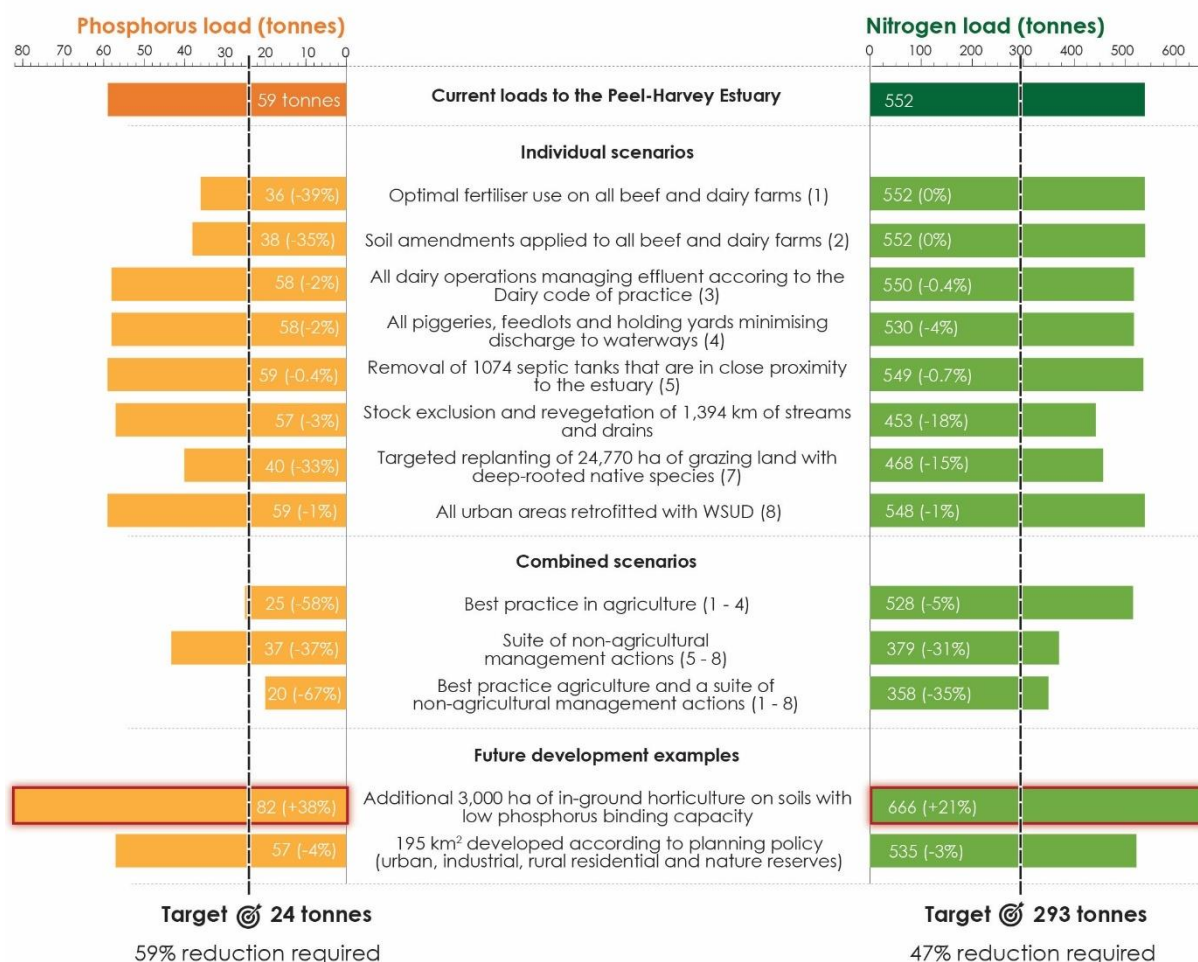 Phosphorus load (tonnes)
Nitrogen load (tonnes)
80 70 60 50 40 30 20 10 0
0 100 200 300 400 500 600
59 tonnes
Current loads to the Peel-Harvey Estuary
552
Individual scenarios
36 (-39%)
Optimal fertiliser use on all beef and dairy farms (1)
552 (0%)
38 (-35%)
Soil amendments applied to all beef and dairy farms (2)
552 (0%)
58 (-2%)
All dairy operations managing effluent accoring to the
Dairy code of practice (3)
550 (-0.4%)
58(-2%)
All piggeries, feedlots and holding yards minimising
discharge to waterways (4)
530 (-4%)
59 (-0.4%)
Removal of 1074 septic tanks that are in close proximity
to the estuary (5)
549 (-0.7%)
57 (-3%)
Stock exclusion and revegetation of 1,394 km of streams
and drains
453 (-18%)
40 (-33%)
Targeted replanting of 24,770 ha of grazing land with
deep-rooted native species (7)
468 (-15%)
59 (-1%)
All urban areas retrofitted with WSUD (8)
548 (-1%)
Combined scenarios
25 (-58%)
Best practice in agriculture (1 - 4)
528 (-5%)
37 (-37%)
Suite of non-agricultural
management actions (5 - 8)
379 (-31%)
20 (-67%)
Best practice agriculture and a suite of
non-agricultural management actions (1 - 8)
358 (-35%)
Future development examples
82 (+38%)
Additional 3,000 ha of in-ground horticulture on soils with
low phosphorus binding capacity
666 (+21%)
57 (-4%)
195 km² developed according to planning policy
(urban, industrial, rural residential and nature reserves)
535 (-3%)
Target 24 tonnes
59% reduction required
Target 293 tonnes
47% reduction required